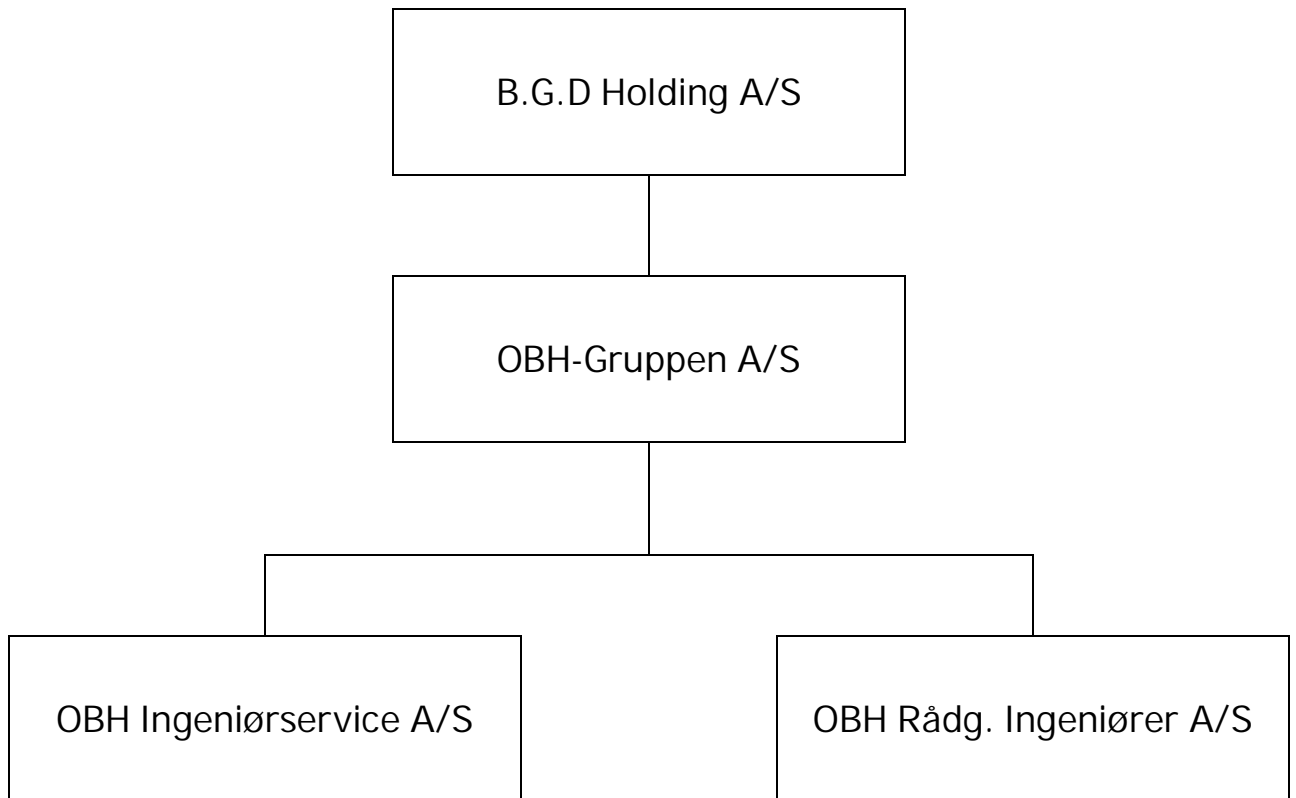 B.G.D Holding A/S
OBH-Gruppen A/S
OBH Ingeniørservice A/S
OBH Rådg. Ingeniører A/S